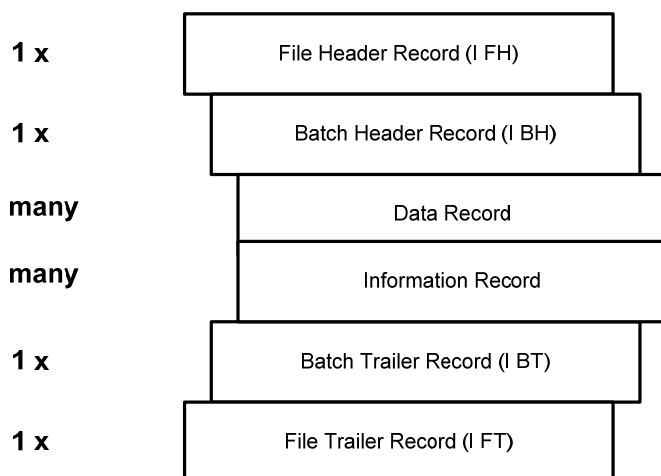 1 x File Header Record (I FH)
1 x Batch Header Record (I BH)
many Data Record
many Information Record
1 x Batch Trailer Record (I BT)
1 x File Trailer Record (I FT)